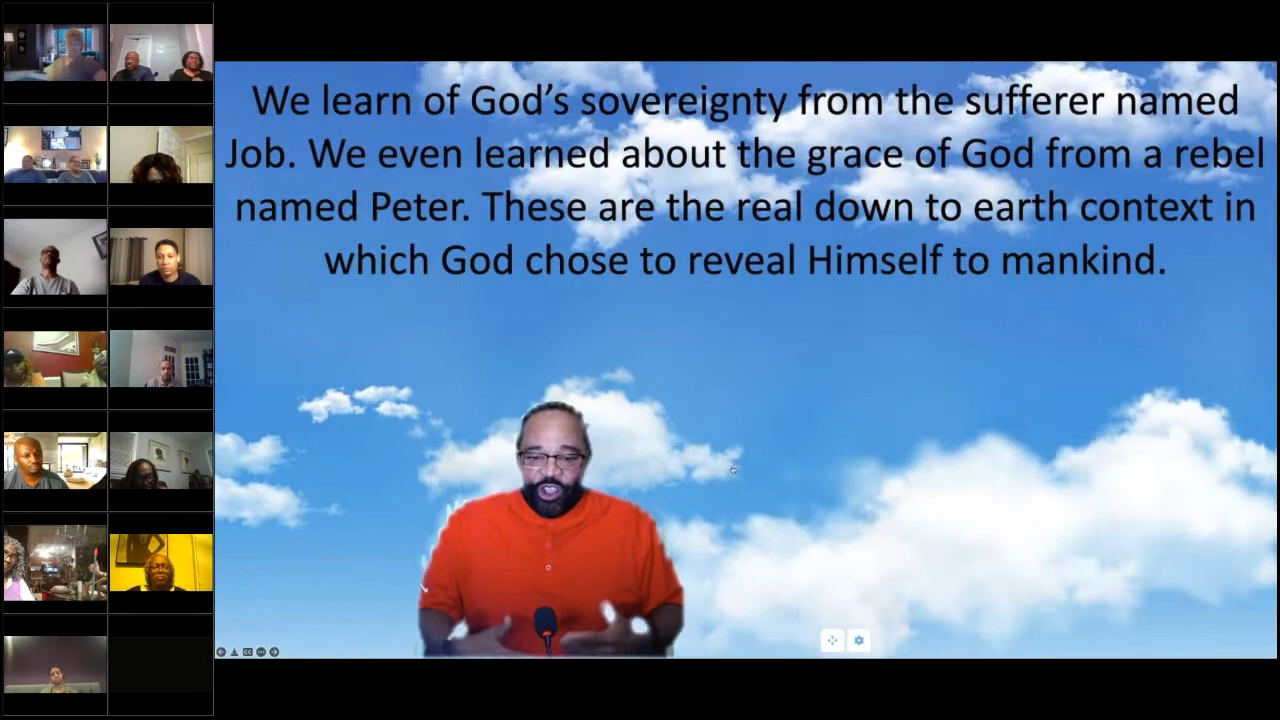 We learn of God’s sovereignty from the sufferer named
Job. We even learned about the grace of God from a rebel
named Peter. These are the real down to earth context in
which God chose to reveal Himself to mankind.